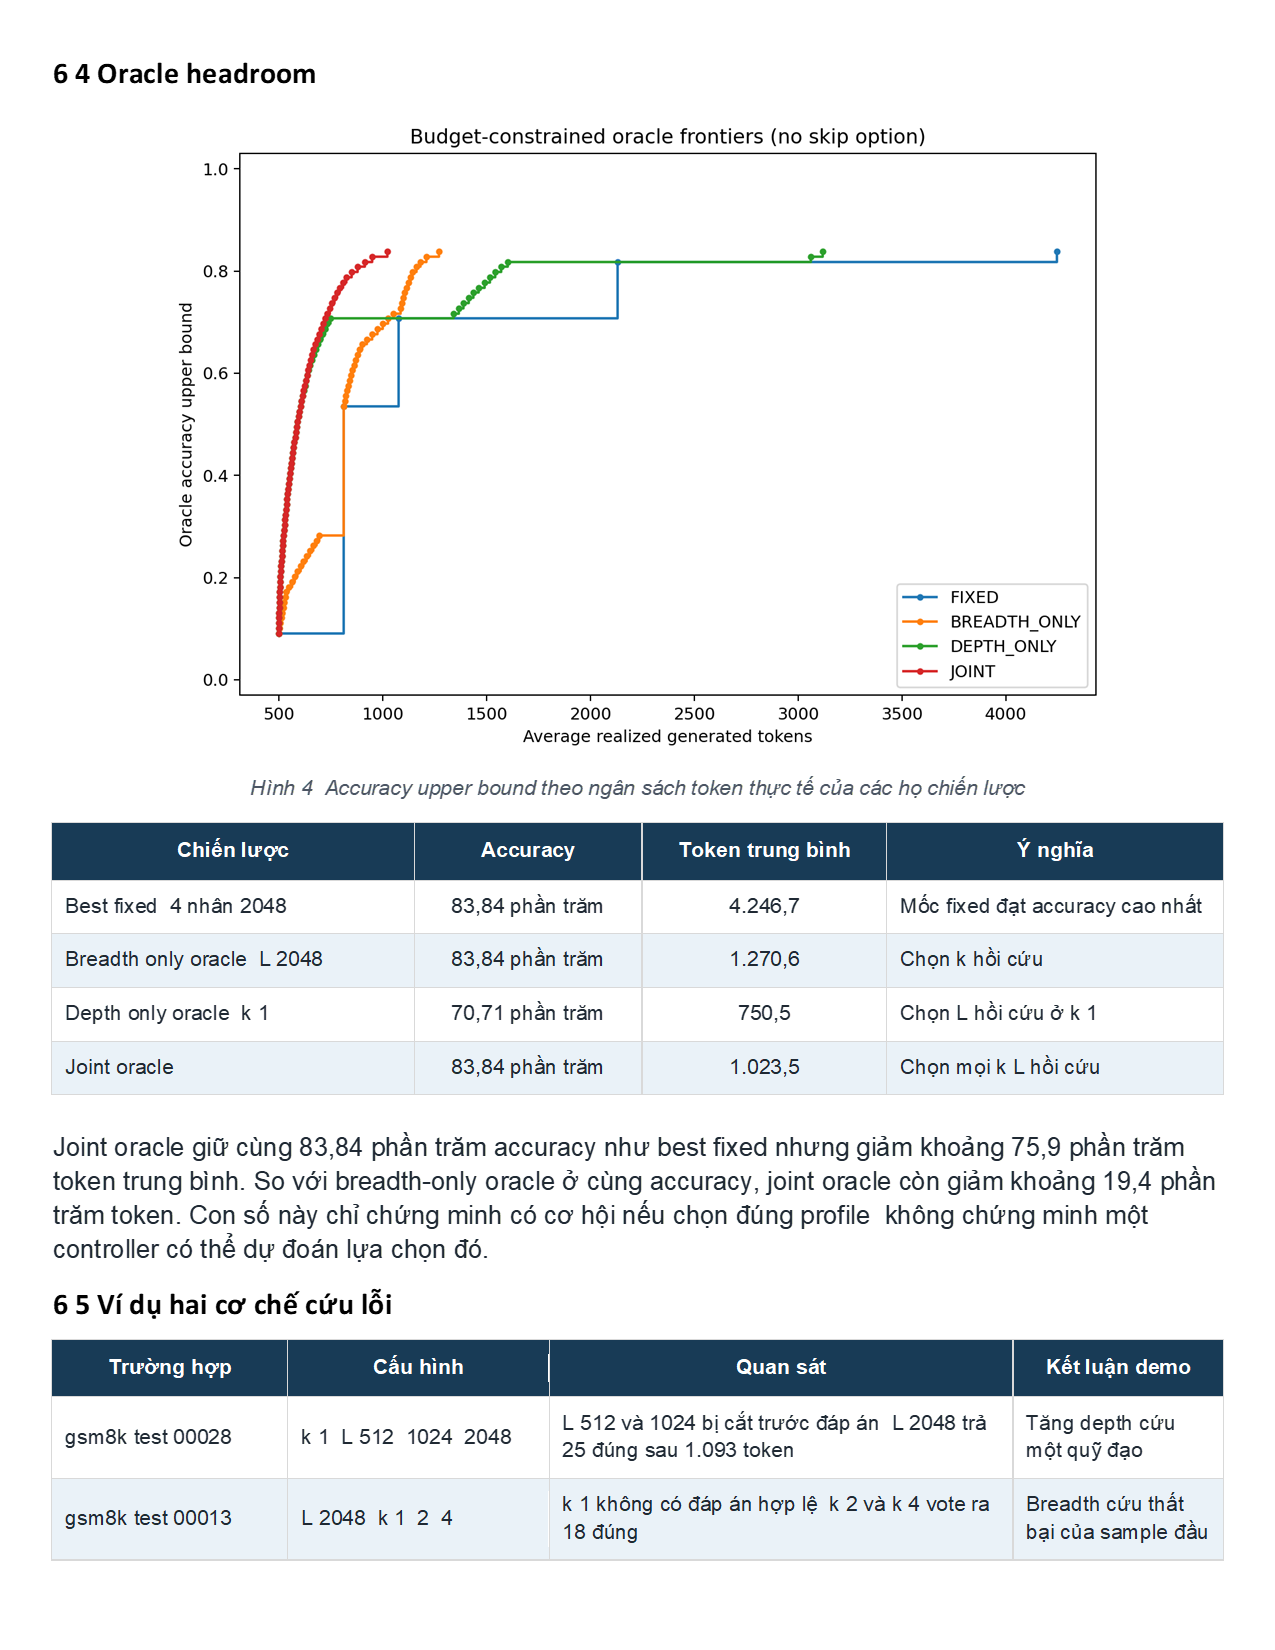 6 4 Oracle headroom
Budget-constrained oracle frontiers (no skip option)
1.0
0.8
0.6
0.4
0.2
0.0
Oracle accuracy upper bound
500 1000 1500 2000 2500 3000 3500 4000
Average realized generated tokens
FIXED
BREADTH_ONLY
DEPTH_ONLY
JOINT
Hình 4 Accuracy upper bound theo ngân sách token thực tế của các họ chiến lược
Chiến lược Accuracy Token trung bình Ý nghĩa
Best fixed 4 nhân 2048 83,84 phần trăm 4.246,7 Mốc fixed đạt accuracy cao nhất
Breadth only oracle L 2048 83,84 phần trăm 1.270,6 Chọn k hồi cứu
Depth only oracle k 1 70,71 phần trăm 750,5 Chọn L hồi cứu ở k 1
Joint oracle 83,84 phần trăm 1.023,5 Chọn mọi k L hồi cứu
Joint oracle giữ cùng 83,84 phần trăm accuracy như best fixed nhưng giảm khoảng 75,9 phần trăm
token trung bình. So với breadth-only oracle ở cùng accuracy, joint oracle còn giảm khoảng 19,4 phần
trăm token. Con số này chỉ chứng minh có cơ hội nếu chọn đúng profile không chứng minh một
controller có thể dự đoán lựa chọn đó.
6 5 Ví dụ hai cơ chế cứu lỗi
Trường hợp Cấu hình Quan sát Kết luận demo
gsm8k test 00028 k 1 L 512 1024 2048 L 512 và 1024 bị cắt trước đáp án L 2048 trả
25 đúng sau 1.093 token
Tăng depth cứu
một quỹ đạo
gsm8k test 00013 L 2048 k 1 2 4 k 1 không có đáp án hợp lệ k 2 và k 4 vote ra
18 đúng
Breadth cứu thất
bại của sample đầu